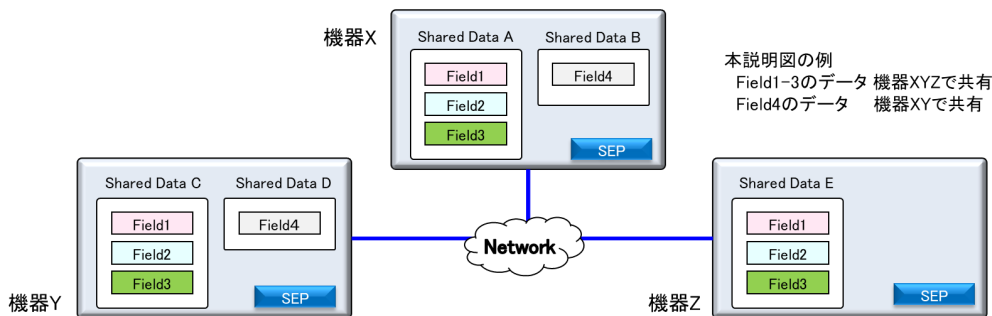 機器X
Shared Data A
Shared Data B
Field1
Field2
Field3
Field4
SEP
本説明図の例
Field1-3のデータ 機器XYZで共有
Field4のデータ 機器XYで共有
機器Y
Shared Data C
Shared Data D
Field1
Field2
Field3
Field4
SEP
Network
機器Z
Shared Data E
Field1
Field2
Field3
SEP